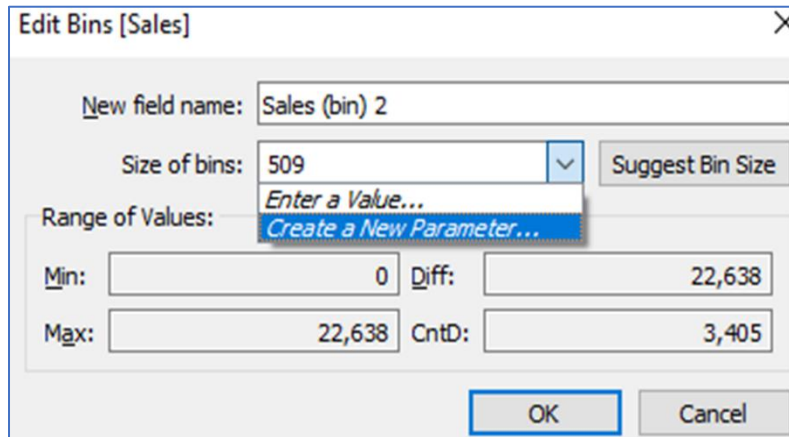 Edit Bins [Sales]
New field name: Sales (bin) 2
Size of bins: 509 Suggest Bin Size
Enter a Value...
Range of Values:
Create a New Parameter...
Min: 0 Diff: 22,638
Max: 22,638 CntD: 3,405
OK Cancel